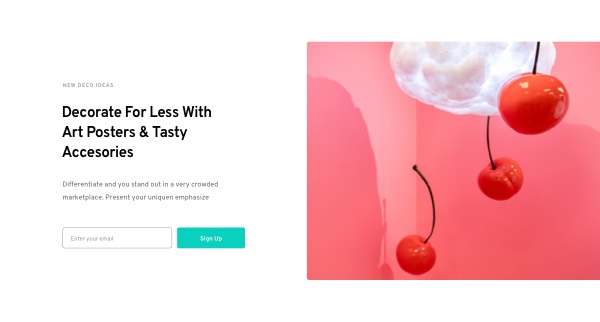 NEW DECO IDEAS
Decorate For Less With
Art Posters & Tasty
Accesories
Differentiate and you stand out in a very crowded
marketplace. Present your uniquen emphasize
Enter your email
Sign Up